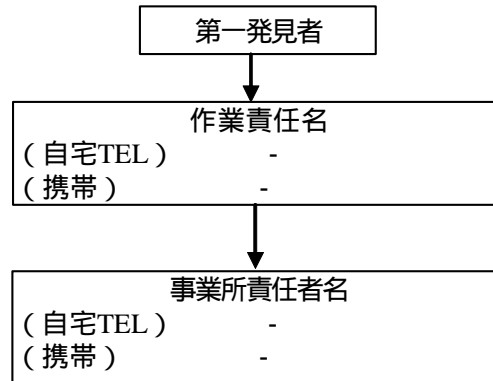 第一発見者
作業責任名
（自宅TEL） -
（携帯） -
事業所責任者名
（自宅TEL） -
（携帯） -